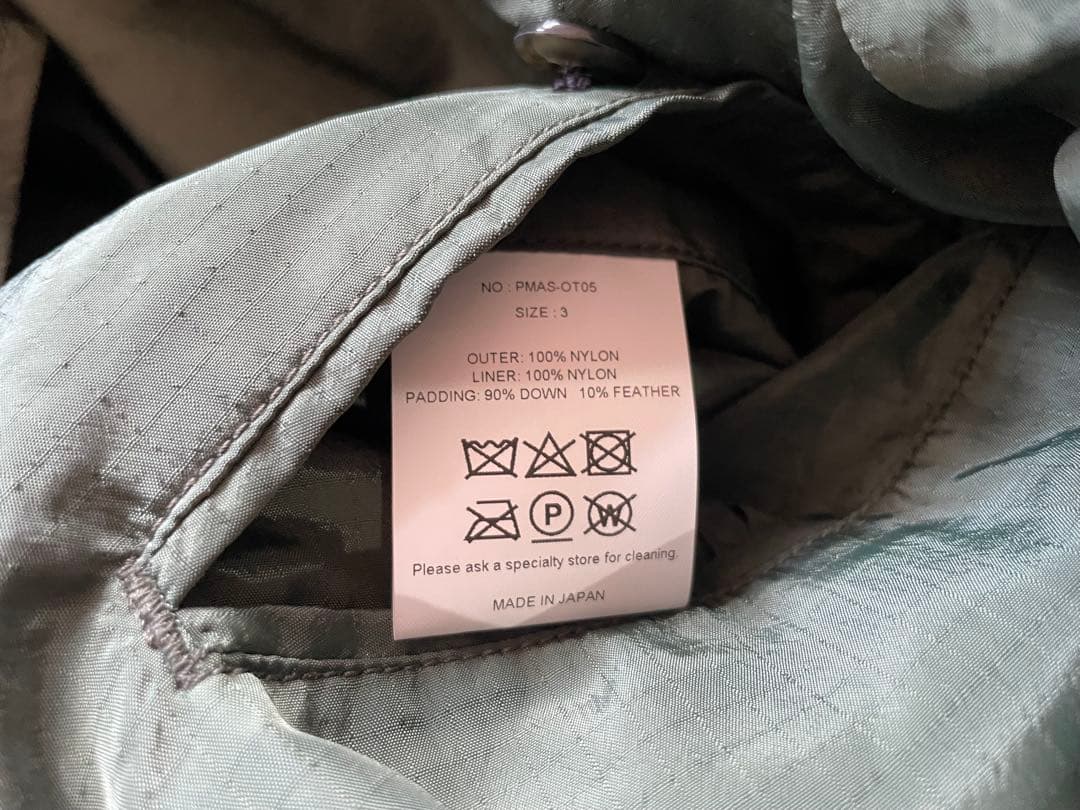 NO : PMAS-OT05
SIZE : 3
OUTER: 100% NYLON
LINER: 100% NYLON
PADDING: 90% DOWN 10% FEATHER
P W
Please ask a specialty store for cleaning.
MADE IN JAPAN